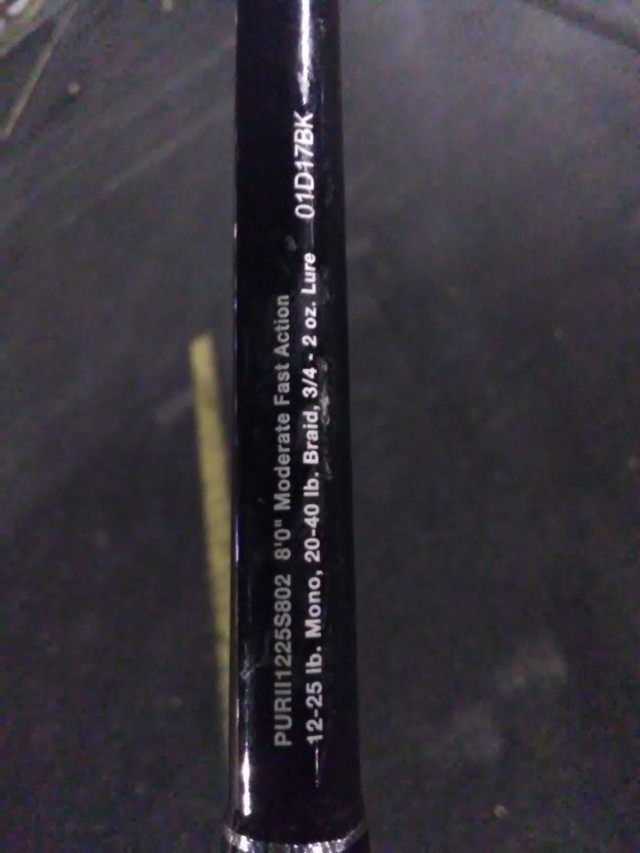 PURII1225S802 8'0" Moderate Fast Action
12-25 lb. Mono, 20-40 lb. Braid, 3/4 - 2 oz. Lure 01D17BK